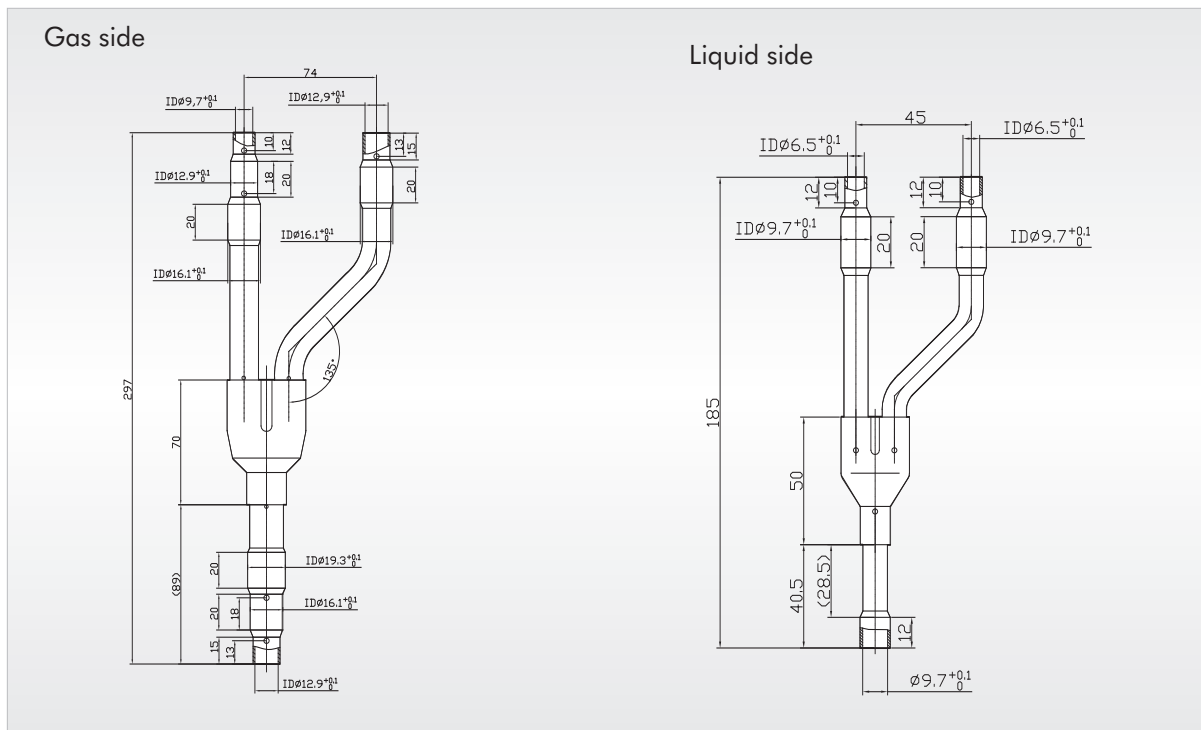 Gas side
Liquid side
74
IDø9,7+0.1 0
IDø12,9+0.1 0
10
12
13
15
IDø12.9+0.1 0
18
20
20
20
IDø16.1+0.1 0
IDø16.1+0.1 0
135°
297
70
(89)
20
IDø19.3+0.1 0
20
18
IDø16.1+0.1 0
15
13
IDø12.9+0.1 0
45
IDø6.5+0.1 0
IDø6.5+0.1 0
12
10
12
10
IDø9.7+0.1 0
20
20
IDø9.7+0.1 0
185
50
40.5
(28.5)
12
ø9.7+0.1 0